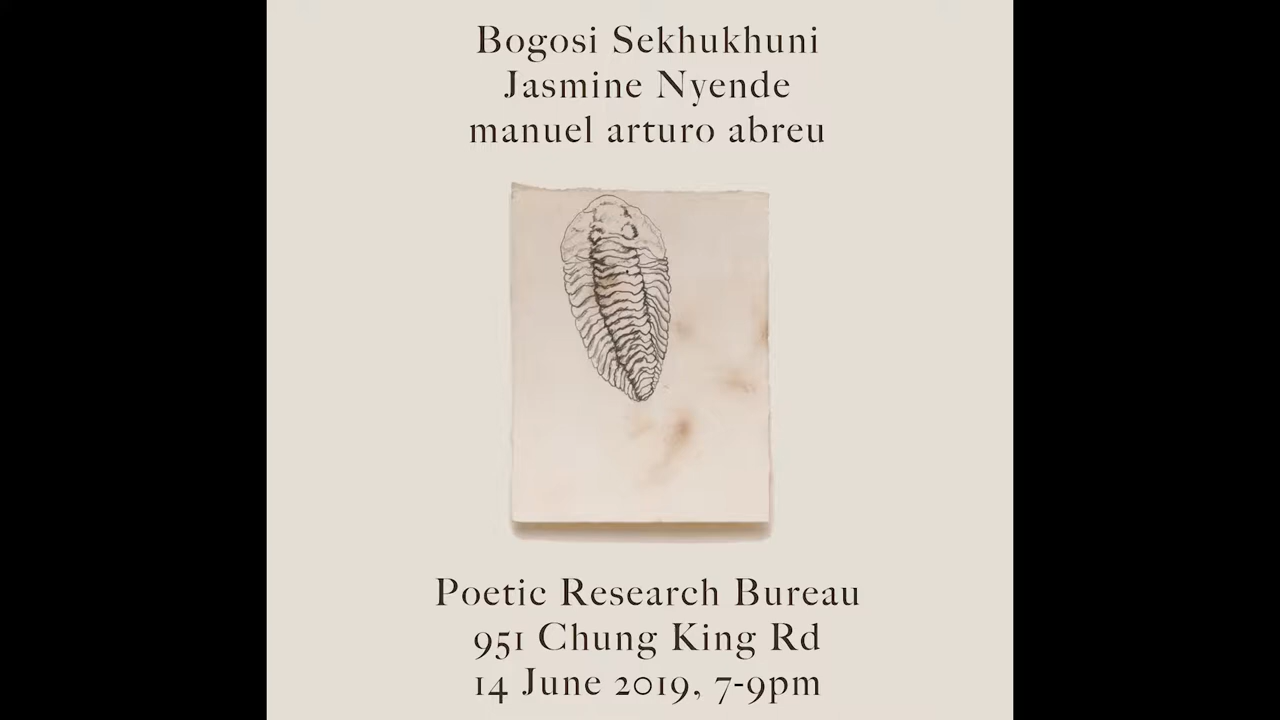 Bogosi Sekhukhuni
Jasmine Nyende
manuel arturo abreu
Poetic Research Bureau
951 Chung King Rd
14 June 2019, 7-9pm